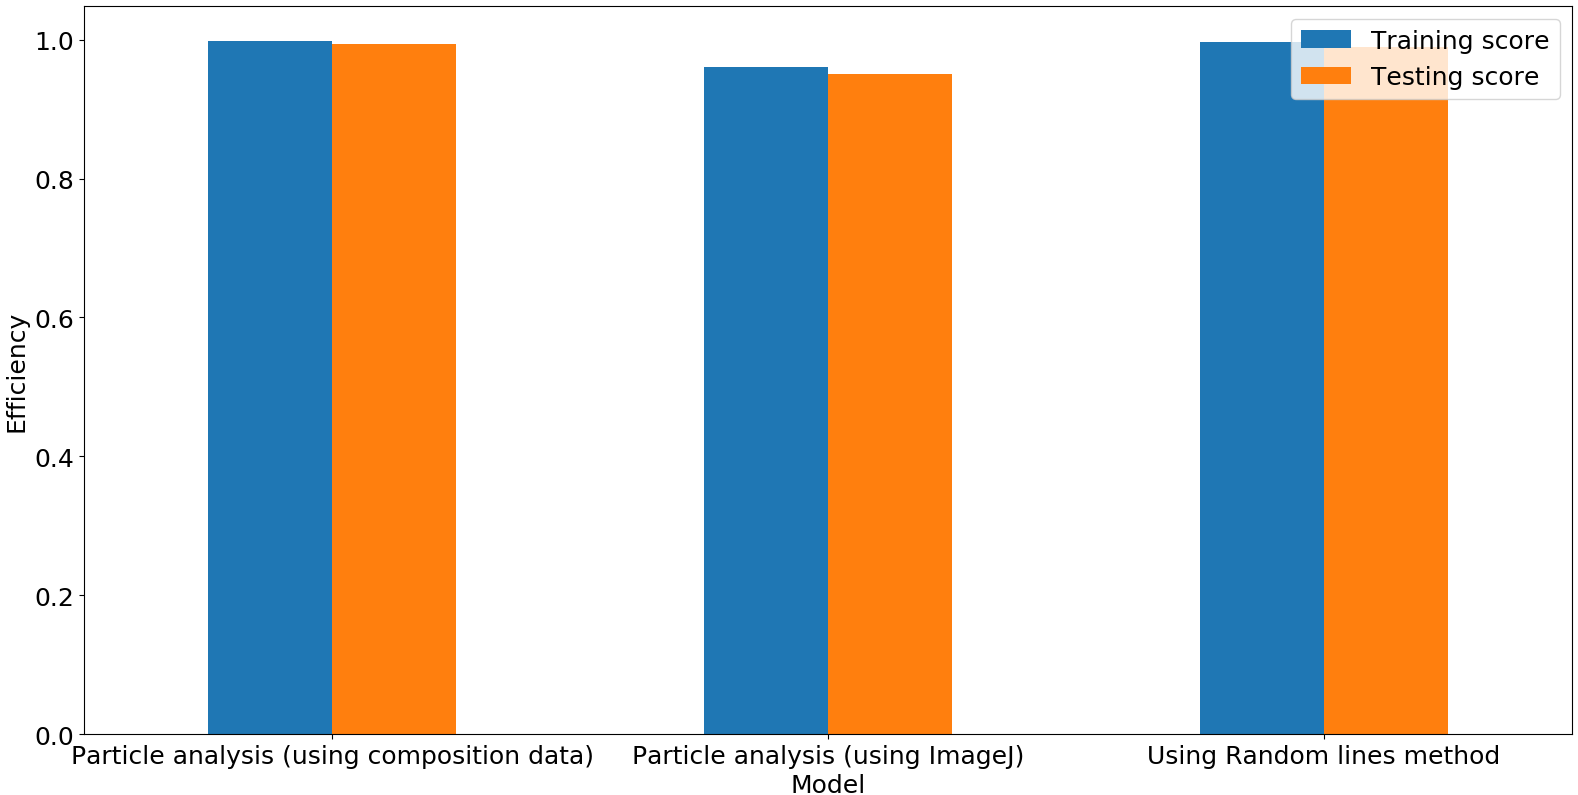 Training score
Testing score
1.0
0.8
0.6
0.4
0.2
0.0
Efficiency
Particle analysis (using composition data)
Particle analysis (using ImageJ)
Using Random lines method
Model